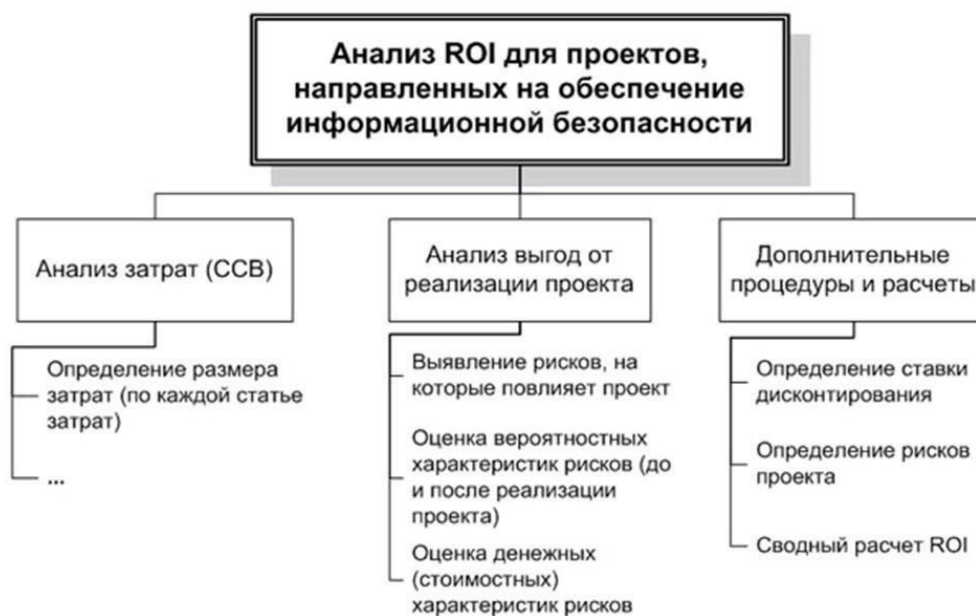 Анализ ROI для проектов,
направленных на обеспечение
информационной безопасности
Анализ затрат (ССВ)
Определение размера
затрат (по каждой статье
затрат)
...
Анализ выгод от
реализации проекта
Выявление рисков, на
которые повлияет проект
Оценка вероятностных
характеристик рисков (до
и после реализации
проекта)
Оценка денежных
(стоимостных)
характеристик рисков
Дополнительные
процедуры и расчеты
Определение ставки
дисконтирования
Определение рисков
проекта
Сводный расчет ROI